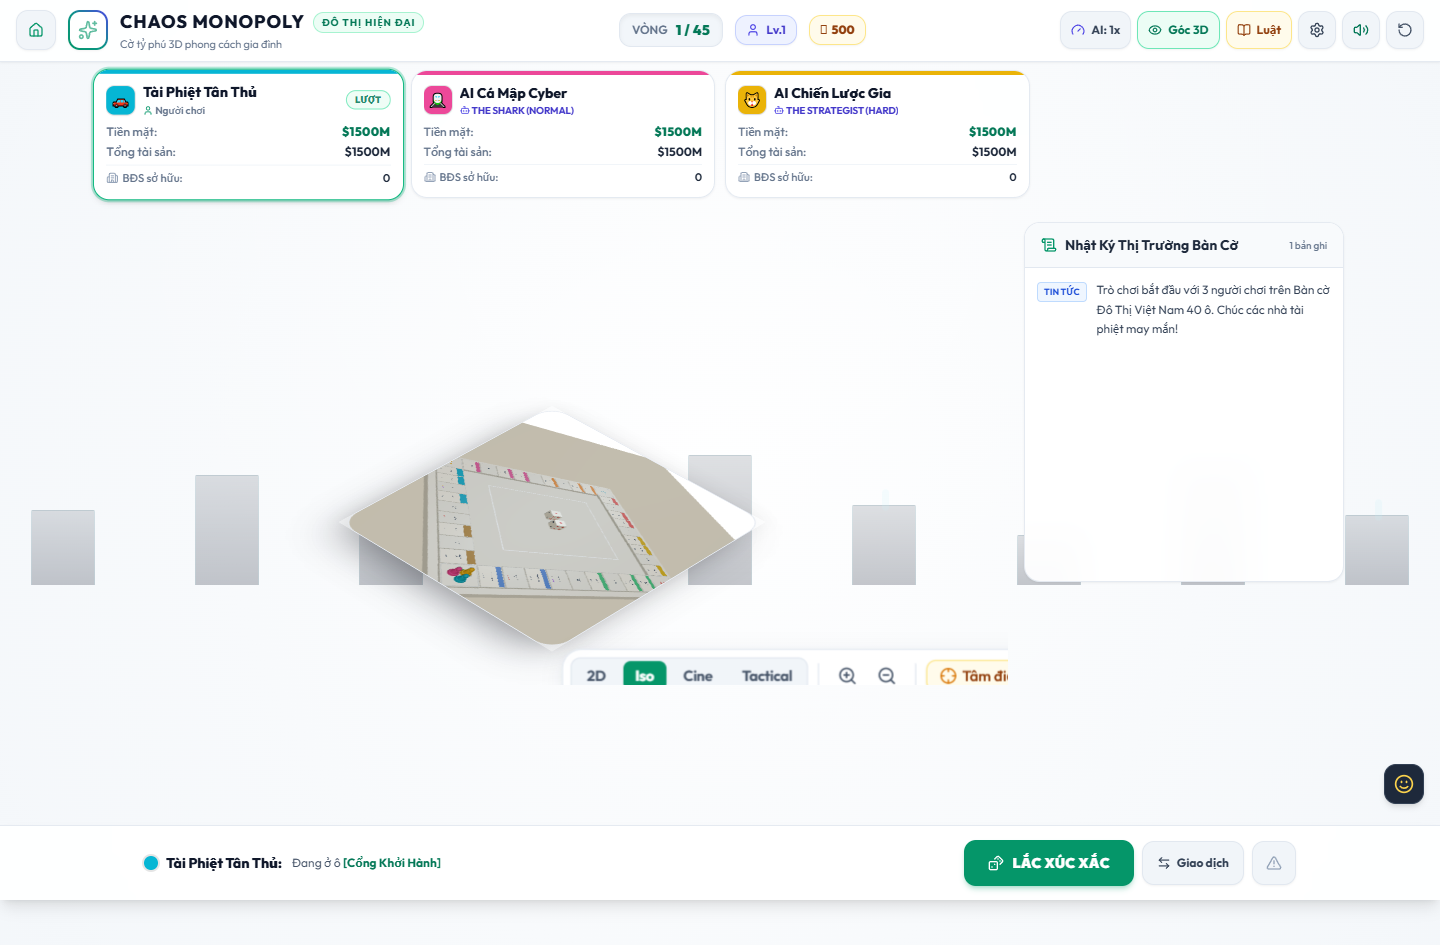 CHAOS MONOPOLY
ĐÔ THỊ HIỆN ĐẠI
Cờ tỷ phú 3D phong cách gia đình
VÒNG 1 / 45
Lv.1
500
AI: 1x
Góc 3D
Luật
Tài Phiệt Tân Thủ
Người chơi
LƯỢT
Tiền mặt: $1500M
Tổng tài sản: $1500M
BĐS sở hữu: 0
AI Cá Mập Cyber
THE SHARK (NORMAL)
Tiền mặt: $1500M
Tổng tài sản: $1500M
BĐS sở hữu: 0
AI Chiến Lược Gia
THE STRATEGIST (HARD)
Tiền mặt: $1500M
Tổng tài sản: $1500M
BĐS sở hữu: 0
Nhật Ký Thị Trường Bàn Cờ
1 bản ghi
TIN TỨC
Trò chơi bắt đầu với 3 người chơi trên Bàn cờ
Đô Thị Việt Nam 40 ô. Chúc các nhà tài
phiệt may mắn!
2D
Iso
Cine
Tactical
Tâm
Tài Phiệt Tân Thủ: Đang ở ô [Cổng Khởi Hành]
LẮC XÚC XẮC
Giao dịch